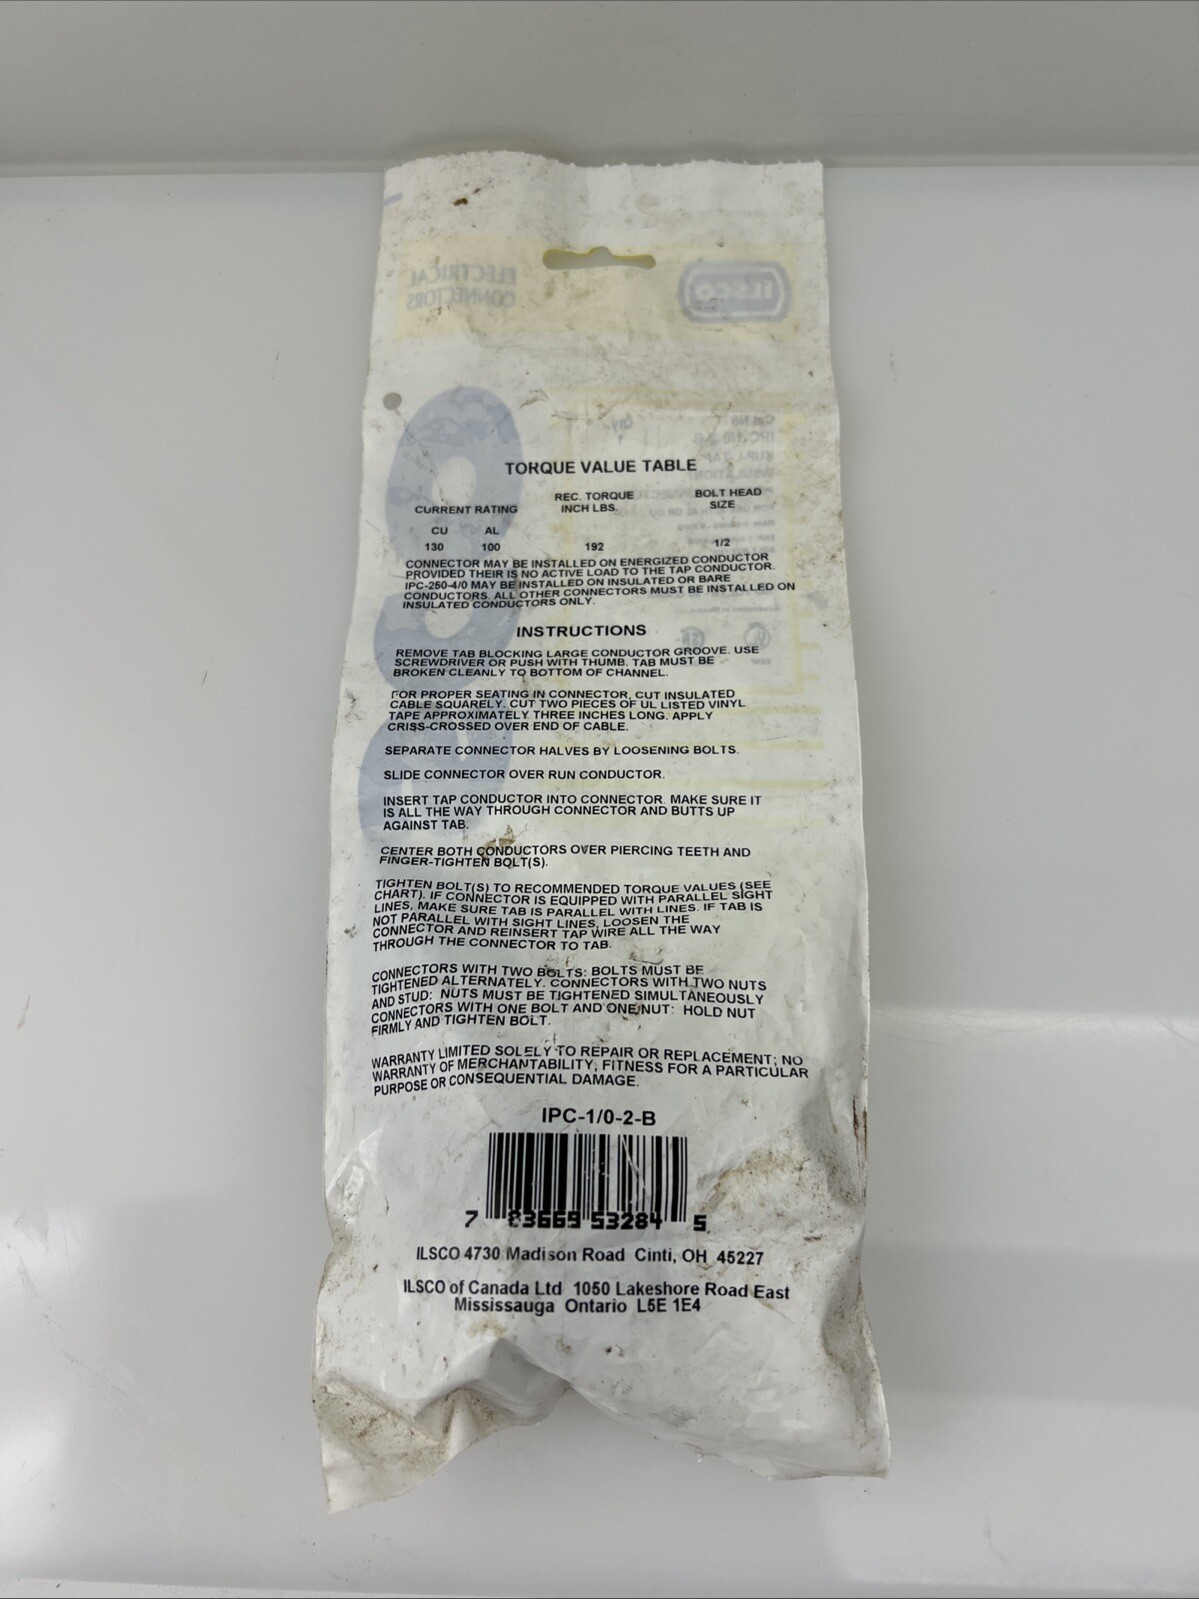 ELECTRICAL
CONNECTORS
ILSCO
TORQUE VALUE TABLE
CURRENT RATING
REC. TORQUE
INCH LBS.
BOLT HEAD
SIZE
CU AL
130 100 192 1/2
CONNECTOR MAY BE INSTALLED ON ENERGIZED CONDUCTOR
PROVIDED THEIR IS NO ACTIVE LOAD TO THE TAP CONDUCTOR.
IPC-250-4/0 MAY BE INSTALLED ON INSULATED OR BARE
CONDUCTORS. ALL OTHER CONNECTORS MUST BE INSTALLED ON
INSULATED CONDUCTORS ONLY.
INSTRUCTIONS
REMOVE TAB BLOCKING LARGE CONDUCTOR GROOVE. USE
SCREWDRIVER OR PUSH WITH THUMB. TAB MUST BE
BROKEN CLEANLY TO BOTTOM OF CHANNEL.
FOR PROPER SEATING IN CONNECTOR, CUT INSULATED
CABLE SQUARELY. CUT TWO PIECES OF UL LISTED VINYL
TAPE APPROXIMATELY THREE INCHES LONG. APPLY
CRISS-CROSSED OVER END OF CABLE.
SEPARATE CONNECTOR HALVES BY LOOSENING BOLTS.
SLIDE CONNECTOR OVER RUN CONDUCTOR.
INSERT TAP CONDUCTOR INTO CONNECTOR. MAKE SURE IT
IS ALL THE WAY THROUGH CONNECTOR AND BUTTS UP
AGAINST TAB.
CENTER BOTH CONDUCTORS OVER PIERCING TEETH AND
FINGER-TIGHTEN BOLT(S).
TIGHTEN BOLT(S) TO RECOMMENDED TORQUE VALUES (SEE
CHART). IF CONNECTOR IS EQUIPPED WITH PARALLEL SIGHT
LINES, MAKE SURE TAB IS PARALLEL WITH LINES. IF TAB IS
NOT PARALLEL WITH SIGHT LINES, LOOSEN THE
CONNECTOR AND REINSERT TAP WIRE ALL THE WAY
THROUGH THE CONNECTOR TO TAB.
CONNECTORS WITH TWO BOLTS: BOLTS MUST BE
TIGHTENED ALTERNATELY. CONNECTORS WITH TWO NUTS
AND STUD: NUTS MUST BE TIGHTENED SIMULTANEOUSLY
CONNECTORS WITH ONE BOLT AND ONE NUT: HOLD NUT
FIRMLY AND TIGHTEN BOLT.
WARRANTY LIMITED SOLELY TO REPAIR OR REPLACEMENT; NO
WARRANTY OF MERCHANTABILITY, FITNESS FOR A PARTICULAR
PURPOSE OR CONSEQUENTIAL DAMAGE.
IPC-1/0-2-B
7 83669 53284 5
ILSCO 4730 Madison Road Cinti, OH 45227
ILSCO of Canada Ltd 1050 Lakeshore Road East
Mississauga Ontario L5E 1E4